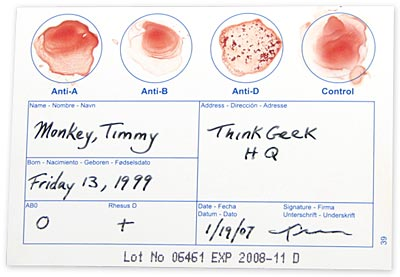 Anti-A Anti-B Anti-D Control
Name - Nombre - Navn
Monkey, Timmy
Address - Dirección - Adresse
ThinkGeek
HQ
Born - Nacimiento - Geboren - Fødselsdato
Friday 13, 1999
AB0 Rhesus D
O +
Date - Fecha
Datum - Dato
1/19/07
Signature - Firma
Unterschrift - Underskrift
39
Lot No 06461 EXP 2008-11 D